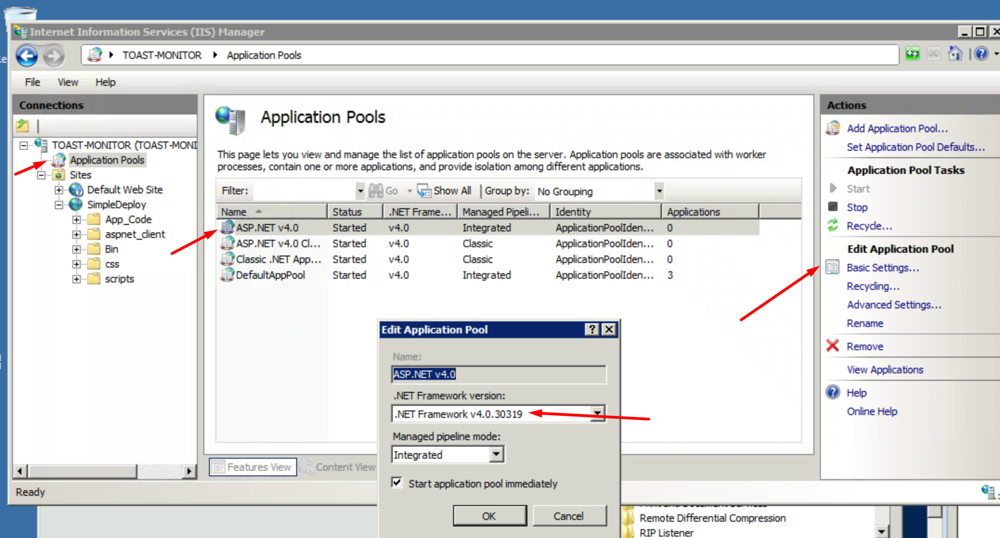 Internet Information Services (IIS) Manager
TOAST-MONITOR Application Pools
File View Help
Connections
TOAST-MONITOR (TOAST-MONI
Application Pools
Sites
Default Web Site
SimpleDeploy
App_Code
aspnet_client
Bin
css
scripts
Application Pools
This page lets you view and manage the list of application pools on the server. Application pools are associated with worker
processes, contain one or more applications, and provide isolation among different applications.
Filter: Go Show All Group by: No Grouping
Name Status .NET Frame... Managed Pipeli... Identity Applications
ASP.NET v4.0 Started v4.0 Integrated ApplicationPoolIden... 0
ASP.NET v4.0 Cl... Started v4.0 Classic ApplicationPoolIden... 0
Classic .NET App... Started v4.0 Classic ApplicationPoolIden... 0
DefaultAppPool Started v4.0 Integrated ApplicationPoolIden... 3
Edit Application Pool
Name:
ASP.NET v4.0
.NET Framework version:
.NET Framework v4.0.30319
Managed pipeline mode:
Integrated
Start application pool immediately
OK Cancel
Features View Content View
Actions
Add Application Pool...
Set Application Pool Defaults...
Application Pool Tasks
Start
Stop
Recycle...
Edit Application Pool
Basic Settings...
Recycling...
Advanced Settings...
Rename
Remove
View Applications
Help
Online Help
Ready
Remote Differential Compression
RIP Listener